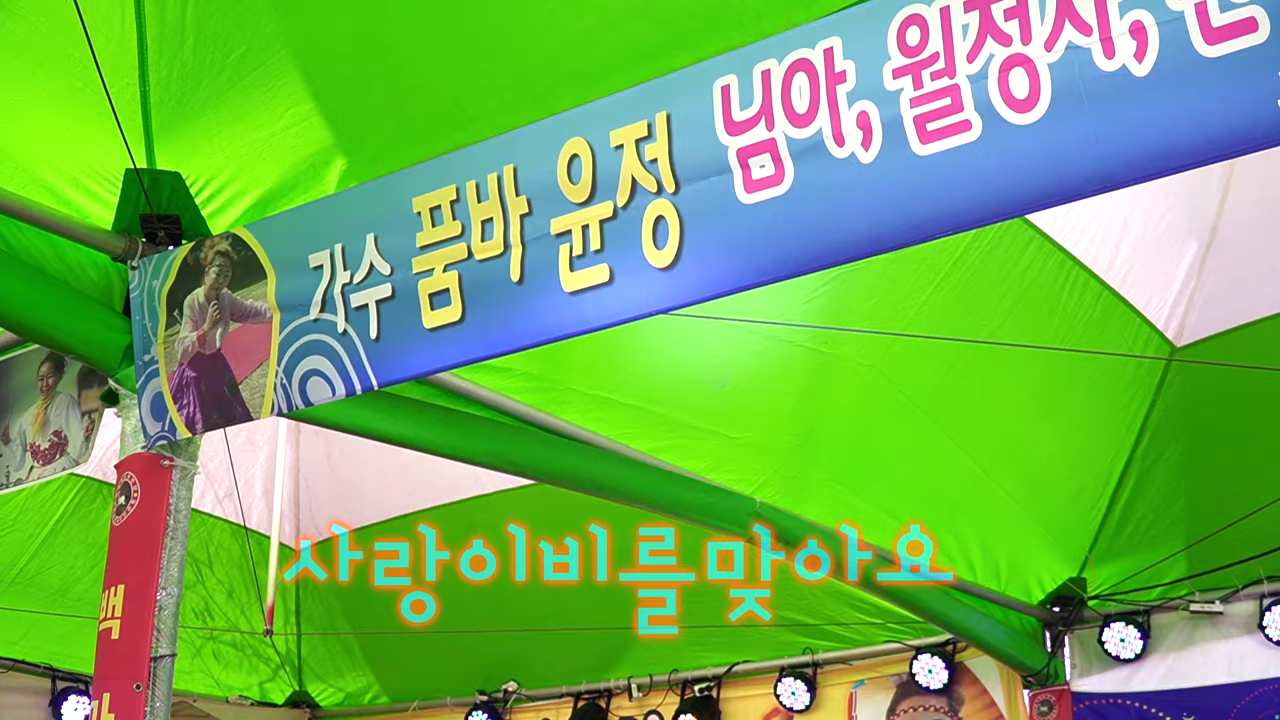 가수 품바 윤정 님아, 월정사,
사랑이비를맞아요
백